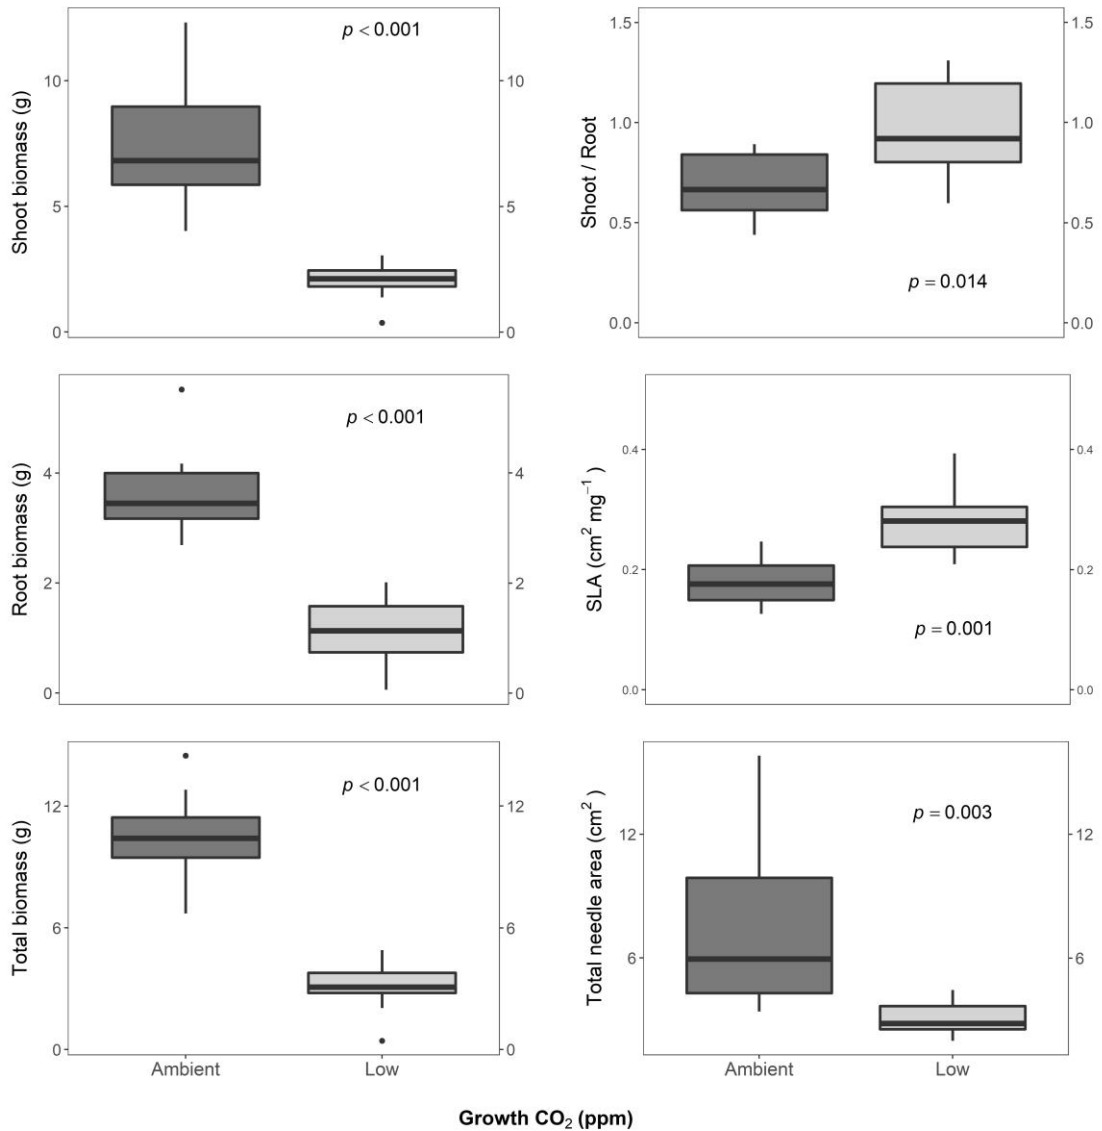 p < 0.001
Shoot biomass (g)
10
5
0
10
5
0
p = 0.014
Shoot / Root
1.5
1.0
0.5
0.0
1.5
1.0
0.5
0.0
p < 0.001
Root biomass (g)
4
2
0
4
2
0
p = 0.001
SLA (cm² mg⁻¹ )
0.4
0.2
0.0
0.4
0.2
0.0
p < 0.001
Total biomass (g)
12
6
0
12
6
0
Ambient Low
p = 0.003
Total needle area (cm² )
12
6
12
6
Ambient Low
Growth CO₂ (ppm)